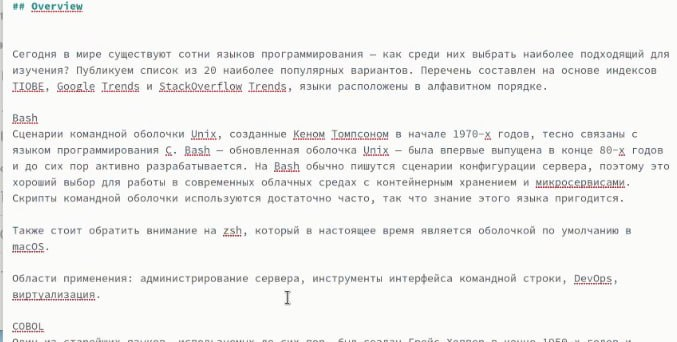 ## Overview
Сегодня в мире существуют сотни языков программирования – как среди них выбрать наиболее подходящий для
изучения? Публикуем список из 20 наиболее популярных вариантов. Перечень составлен на основе индексов
TIOBE, Google Trends и StackOverflow Trends, языки расположены в алфавитном порядке.
Bash
Сценарии командной оболочки Unix, созданные Кеном Томпсоном в начале 1970-х годов, тесно связаны с
языком программирования C. Bash – обновленная оболочка Unix – была впервые выпущена в конце 80-х годов
и до сих пор активно разрабатывается. На Bash обычно пишутся сценарии конфигурации сервера, поэтому это
хороший выбор для работы в современных облачных средах с контейнерным хранением и микросервисами.
Скрипты командной оболочки используются достаточно часто, так что знание этого языка пригодится.
Также стоит обратить внимание на zsh, который в настоящее время является оболочкой по умолчанию в
macOS.
Области применения: администрирование сервера, инструменты интерфейса командной строки, DevOps,
виртуализация.
COBOL